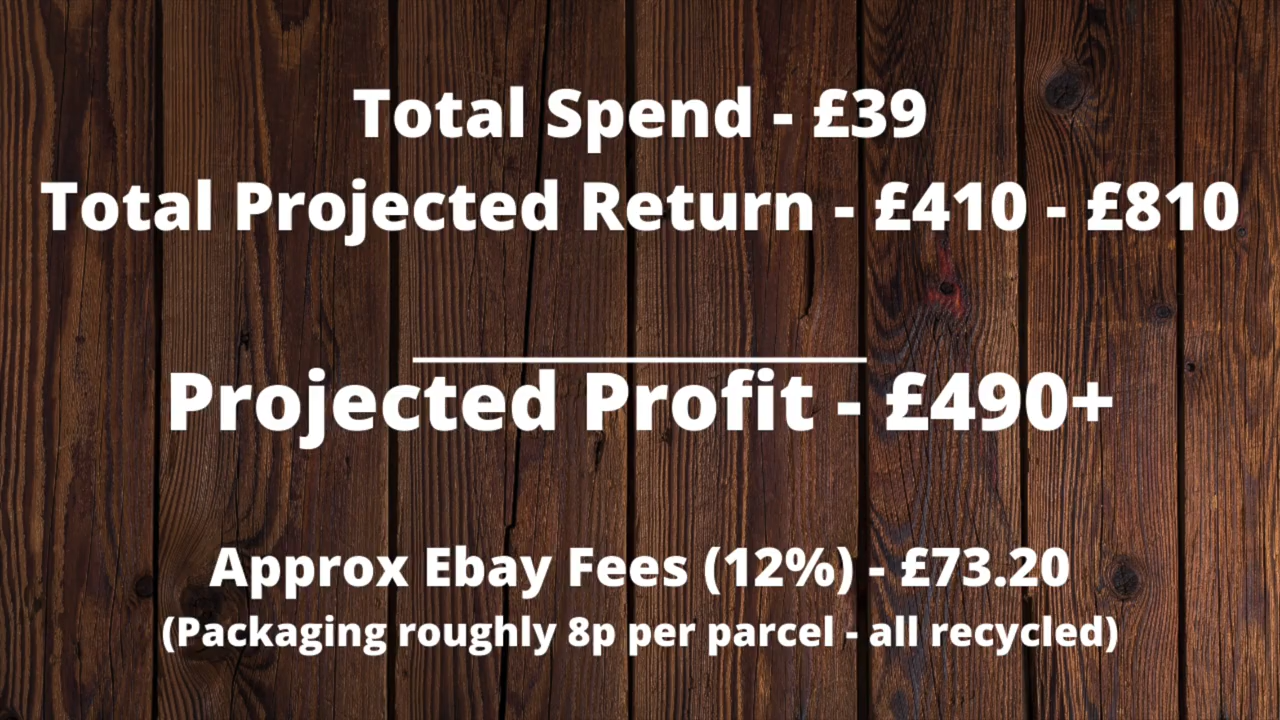 Total Spend - £39
Total Projected Return - £410 - £810
Projected Profit - £490+
Approx Ebay Fees (12%) - £73.20
(Packaging roughly 8p per parcel - all recycled)